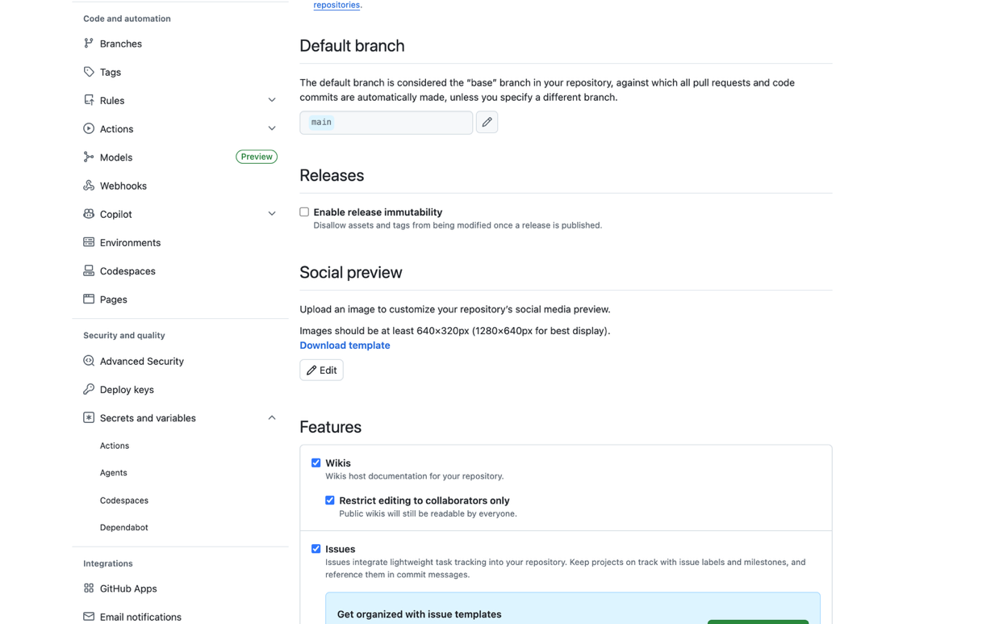 repositories.
Code and automation
Branches
Tags
Rules
Actions
Models
Preview
Webhooks
Copilot
Environments
Codespaces
Pages
Security and quality
Advanced Security
Deploy keys
Secrets and variables
Actions
Agents
Codespaces
Dependabot
Integrations
GitHub Apps
Email notifications
Default branch
The default branch is considered the “base” branch in your repository, against which all pull requests and code
commits are automatically made, unless you specify a different branch.
main
Releases
Enable release immutability
Disallow assets and tags from being modified once a release is published.
Social preview
Upload an image to customize your repository’s social media preview.
Images should be at least 640×320px (1280×640px for best display).
Download template
Edit
Features
Wikis
Wikis host documentation for your repository.
Restrict editing to collaborators only
Public wikis will still be readable by everyone.
Issues
Issues integrate lightweight task tracking into your repository. Keep projects on track with issue labels and milestones, and
reference them in commit messages.
Get organized with issue templates